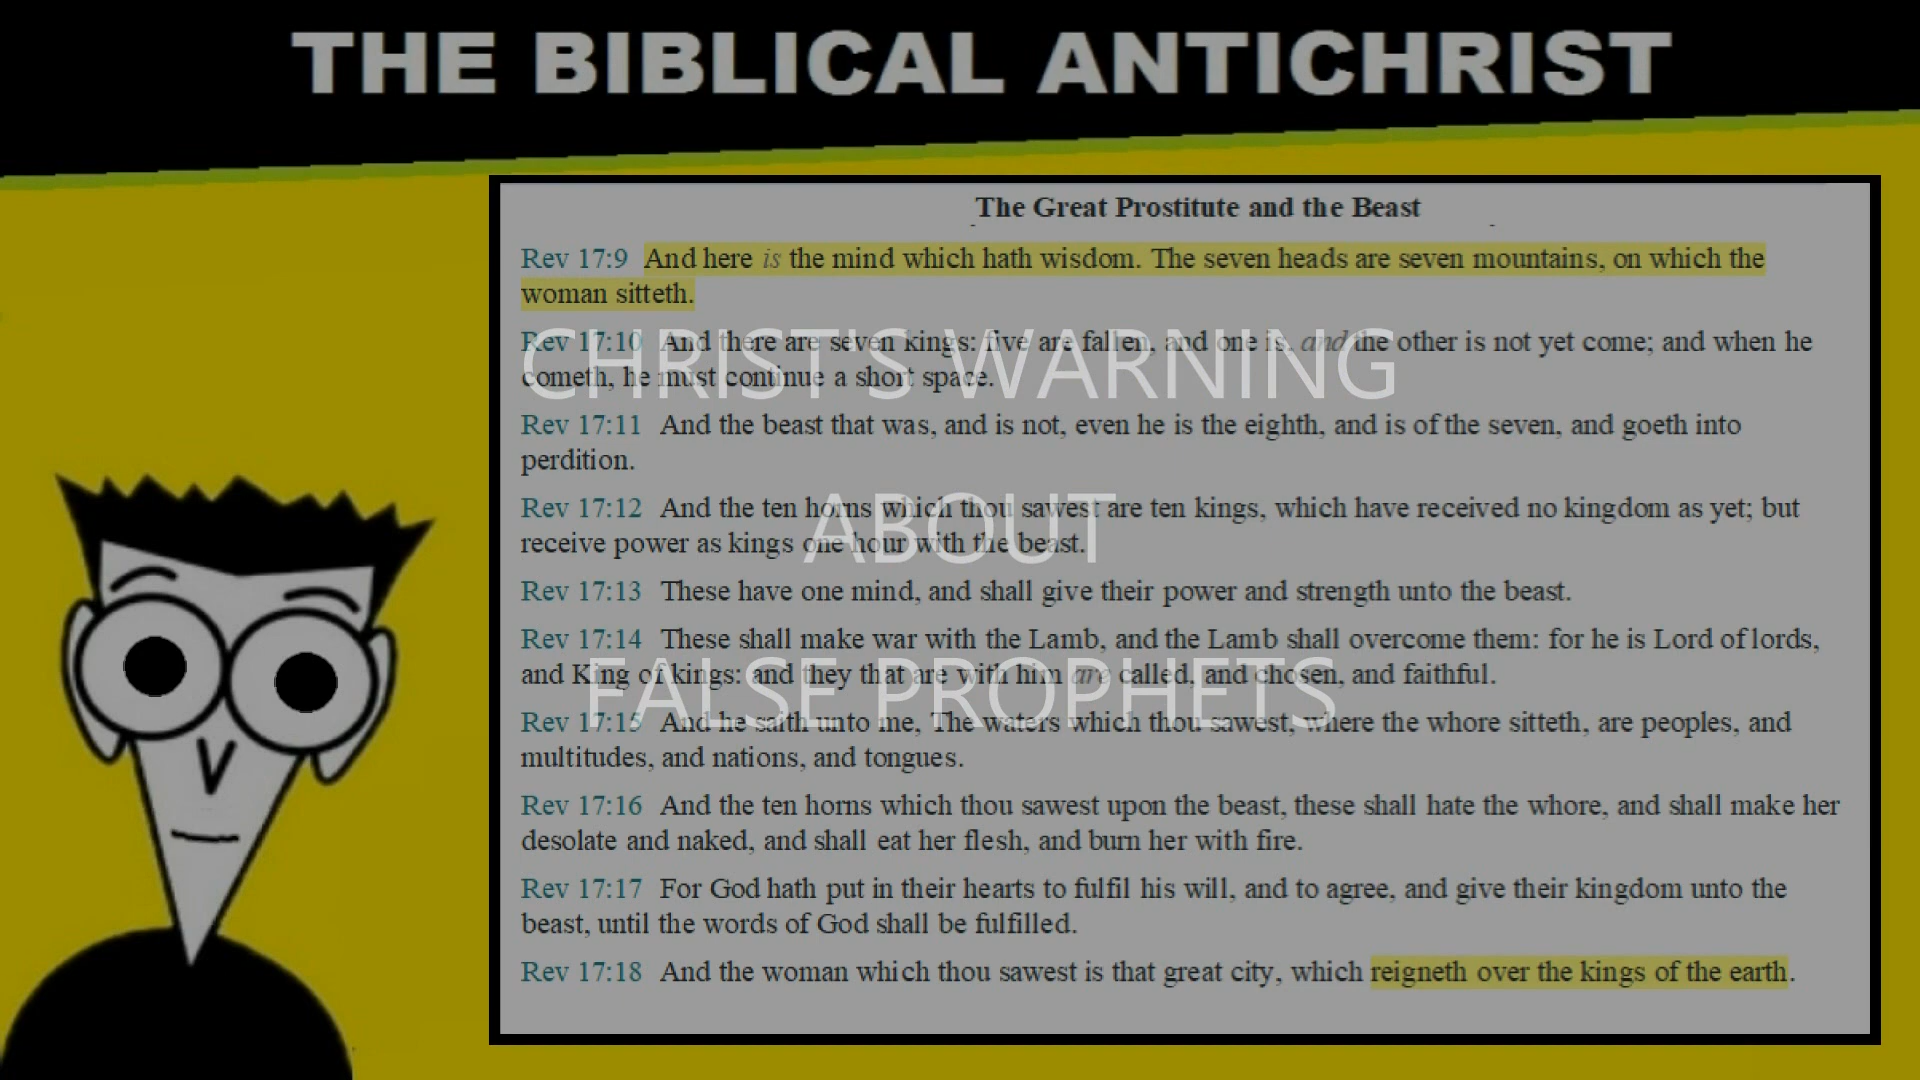 THE BIBLICAL ANTICHRIST
The Great Prostitute and the Beast
Rev 17:9 And here is the mind which hath wisdom. The seven heads are seven mountains, on which the
woman sitteth.
Rev 17:10 And there are seven kings: five are fallen, and one is, and the other is not yet come; and when he
cometh, he must continue a short space.
CHRIST'S WARNING
Rev 17:11 And the beast that was, and is not, even he is the eighth, and is of the seven, and goeth into
perdition.
Rev 17:12 And the ten horns which thou sawest are ten kings, which have received no kingdom as yet; but
receive power as kings one hour with the beast.
ABOUT
Rev 17:13 These have one mind, and shall give their power and strength unto the beast.
Rev 17:14 These shall make war with the Lamb, and the Lamb shall overcome them: for he is Lord of lords,
and King of kings: and they that are with him are called, and chosen, and faithful.
FALSE PROPHETS
Rev 17:15 And he saith unto me, The waters which thou sawest, where the whore sitteth, are peoples, and
multitudes, and nations, and tongues.
Rev 17:16 And the ten horns which thou sawest upon the beast, these shall hate the whore, and shall make her
desolate and naked, and shall eat her flesh, and burn her with fire.
Rev 17:17 For God hath put in their hearts to fulfil his will, and to agree, and give their kingdom unto the
beast, until the words of God shall be fulfilled.
Rev 17:18 And the woman which thou sawest is that great city, which reigneth over the kings of the earth.